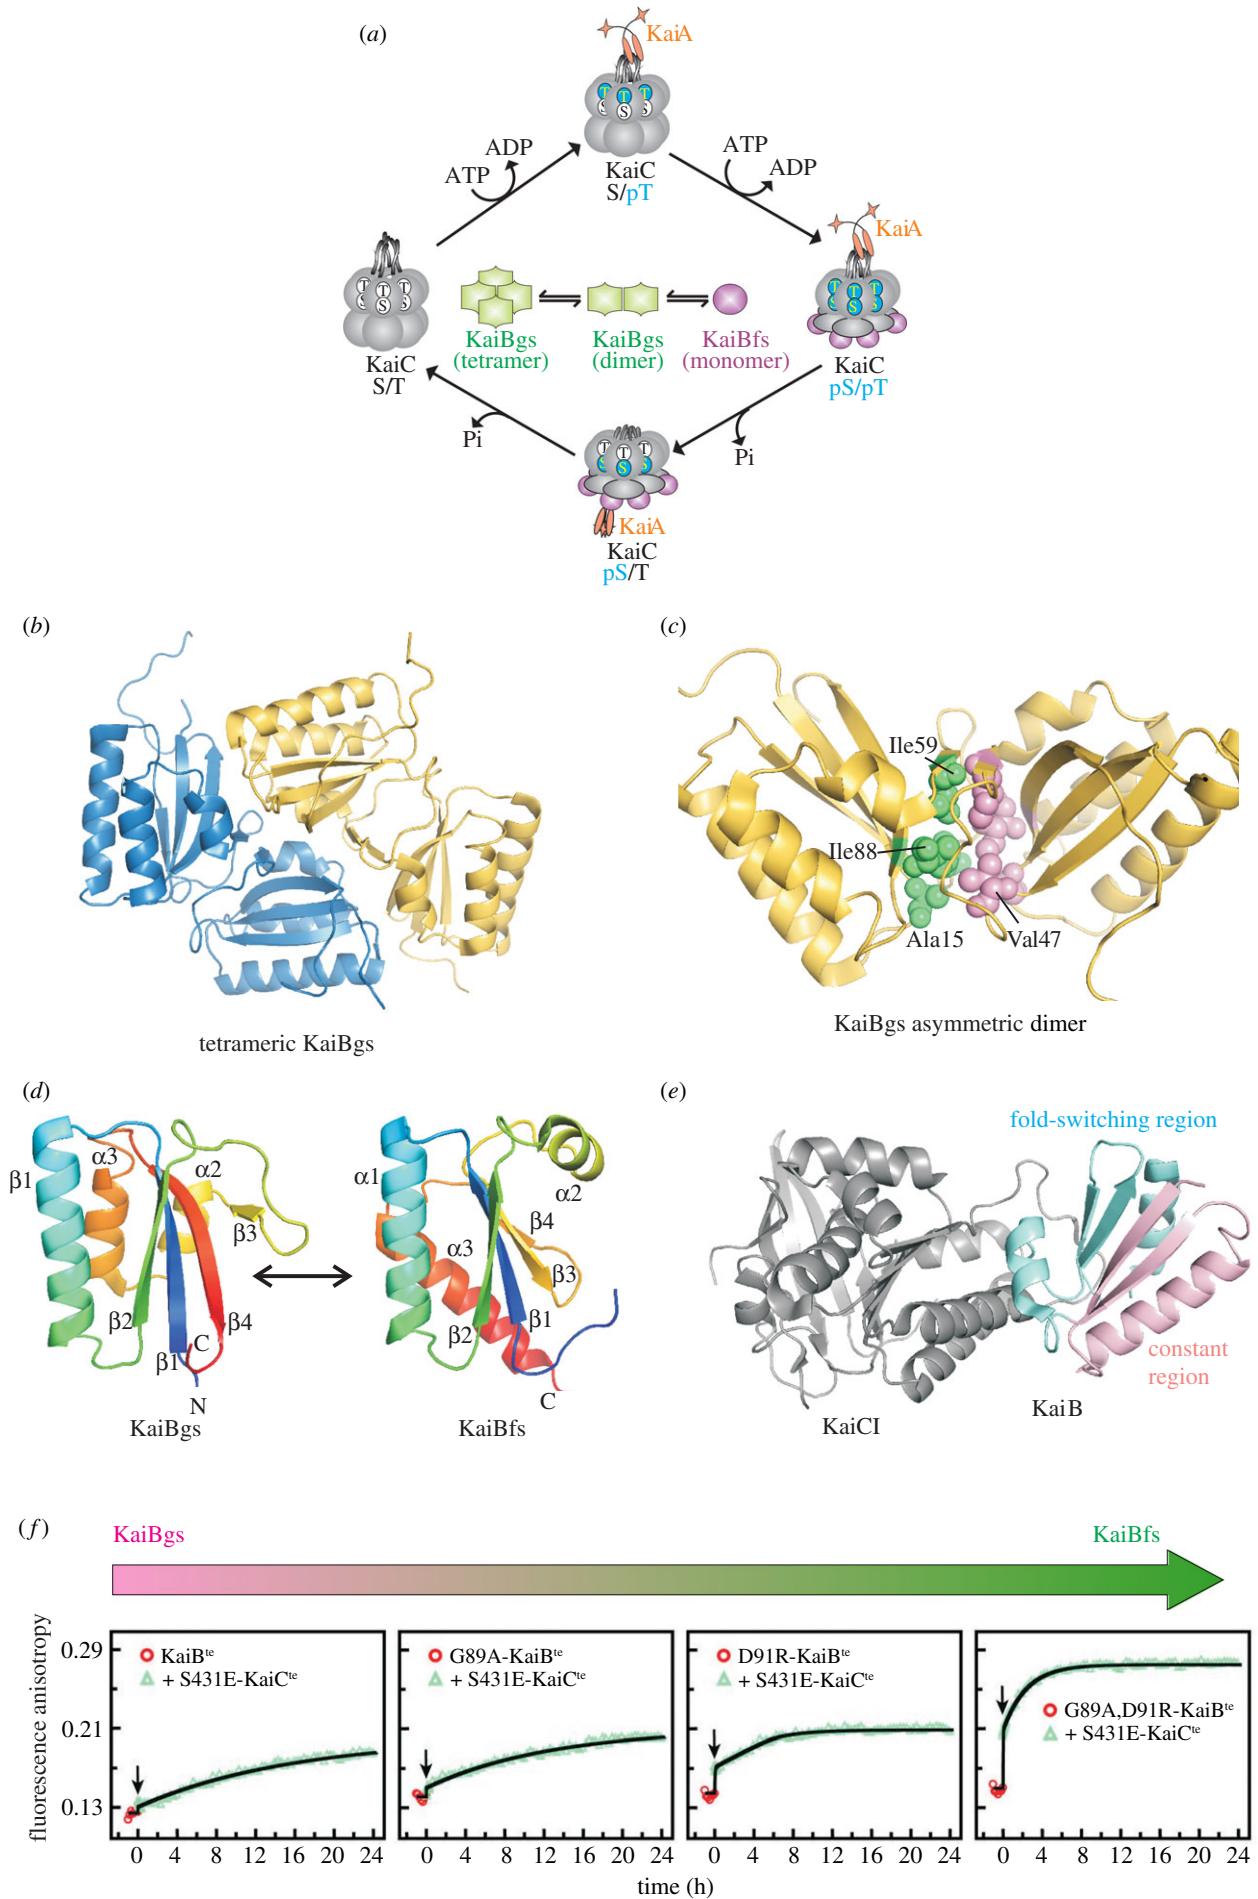 (a)
KaiA
T T T
S S S
KaiC
S/pT
ATP
ADP
ATP
ADP
KaiA
T T T
S S S
KaiC
pS/pT
T T T
S S S
KaiC
S/T
KaiBgs
(tetramer)
KaiBgs
(dimer)
KaiBfs
(monomer)
Pi
Pi
T T T
S S S
KaiA
KaiC
pS/T
(b)
tetrameric KaiBgs
(c)
Ile59
Ile88
Ala15
Val47
KaiBgs asymmetric dimer
(d)
β1
α3
α2
β3
β2
β1
C
β4
N
KaiBgs
α1
α2
β4
α3
β3
β2
β1
C
KaiBfs
(e)
fold-switching region
constant
region
KaiCI
KaiB
(f)
KaiBgs
KaiBfs
fluorescence anisotropy
0.29
0.21
0.13
KaiBte
+ S431E-KaiCte
0 4 8 12 16 20 24
G89A-KaiBte
+ S431E-KaiCte
0 4 8 12 16 20 24
D91R-KaiBte
+ S431E-KaiCte
0 4 8 12 16 20 24
G89A,D91R-KaiBte
+ S431E-KaiCte
0 4 8 12 16 20 24
time (h)